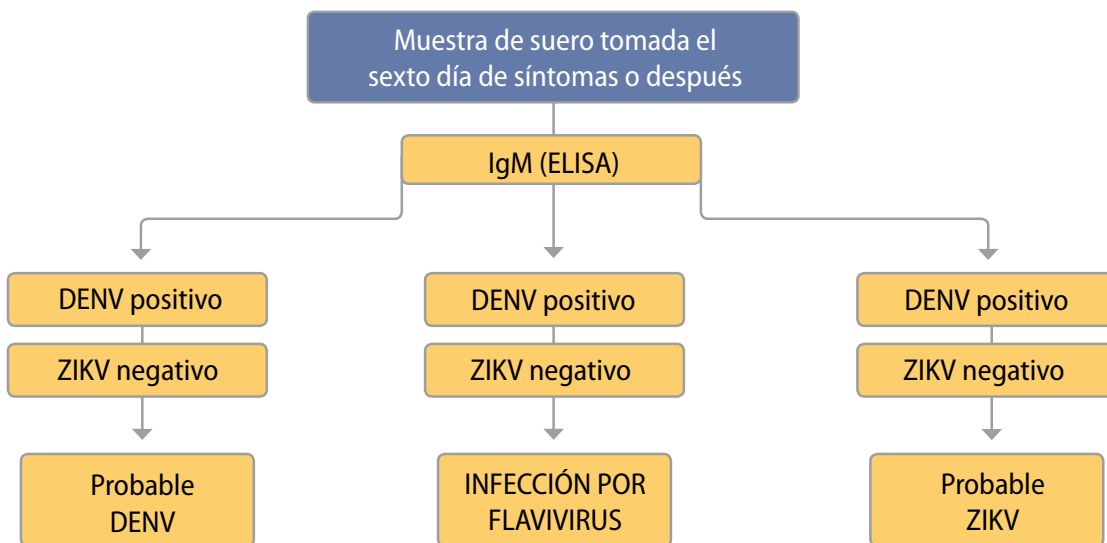 Muestra de suero tomada el
sexto día de síntomas o después
IgM (ELISA)
DENV positivo
ZIKV negativo
Probable
DENV
DENV positivo
ZIKV negativo
INFECCIÓN POR
FLAVIVIRUS
DENV positivo
ZIKV negativo
Probable
ZIKV